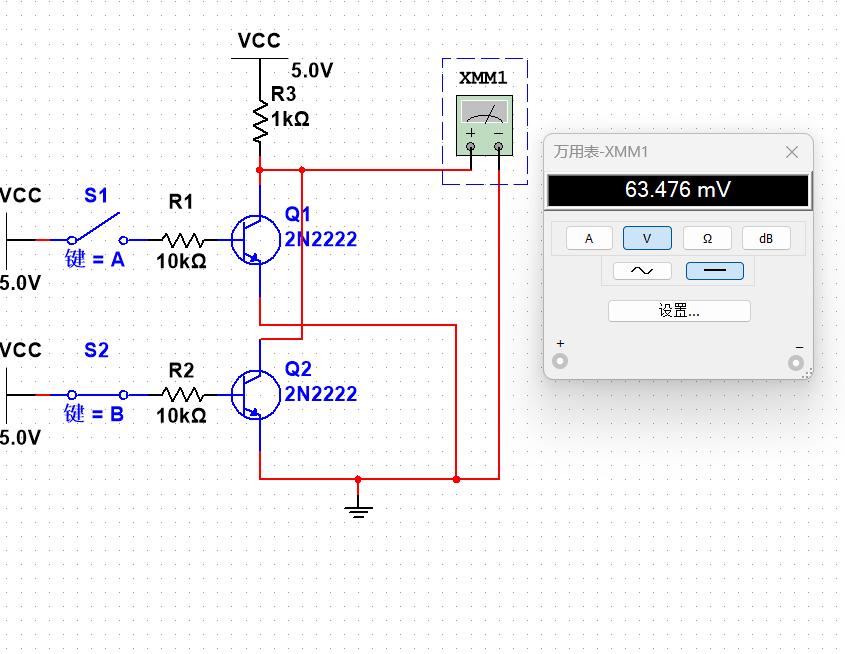 VCC
5.0V
R3
1kΩ
XMM1
+ −
万用表-XMM1
63.476 mV
A
V
Ω
dB
设置...
+
−
VCC
S1
R1
Q1
2N2222
键 = A
10kΩ
5.0V
VCC
S2
R2
Q2
2N2222
键 = B
10kΩ
5.0V